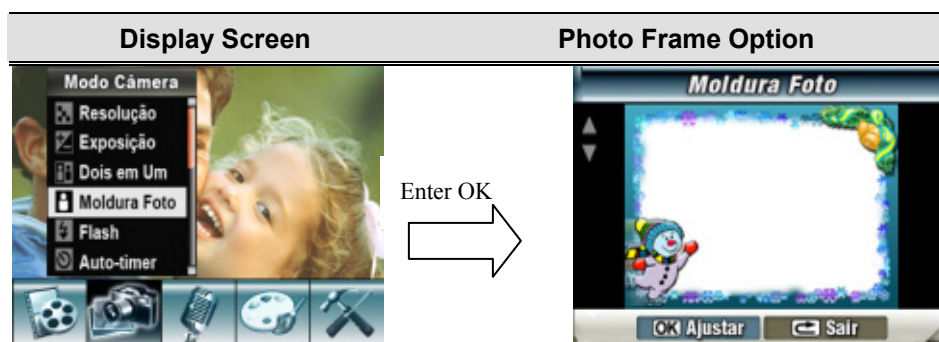 Display Screen
Photo Frame Option
Modo Câmera
Resolução
Exposição
Dois em Um
Moldura Foto
Flash
Auto-timer
Enter OK
Moldura Foto
OK Ajustar
Sair